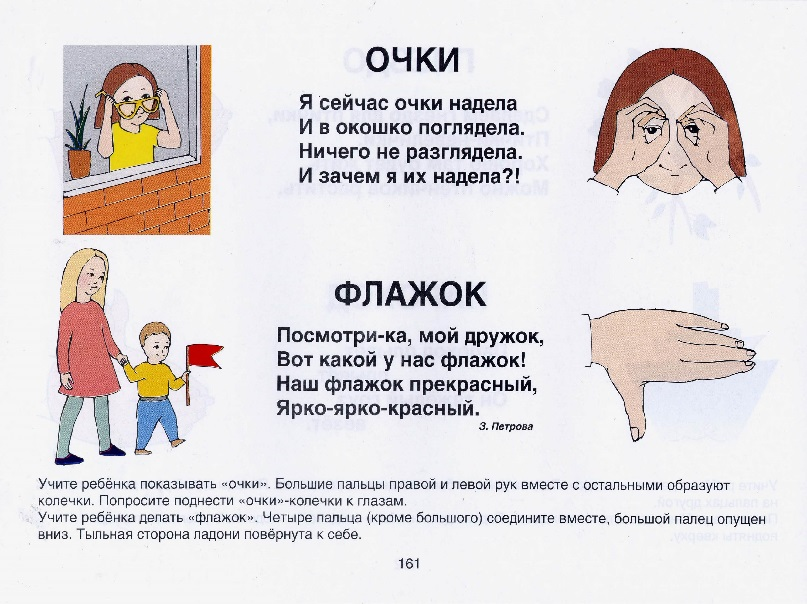 ОЧКИ
Я сейчас очки надела
И в окошко поглядела.
Ничего не разглядела.
И зачем я их надела?!
ФЛАЖОК
Посмотри-ка, мой дружок,
Вот какой у нас флажок!
Наш флажок прекрасный,
Ярко-ярко-красный.
З. Петрова
Учите ребёнка показывать «очки». Большие пальцы правой и левой рук вместе с остальными образуют
колечки. Попросите поднести «очки»-колечки к глазам.
Учите ребёнка делать «флажок». Четыре пальца (кроме большого) соедините вместе, большой палец опущен
вниз. Тыльная сторона ладони повёрнута к себе.
161